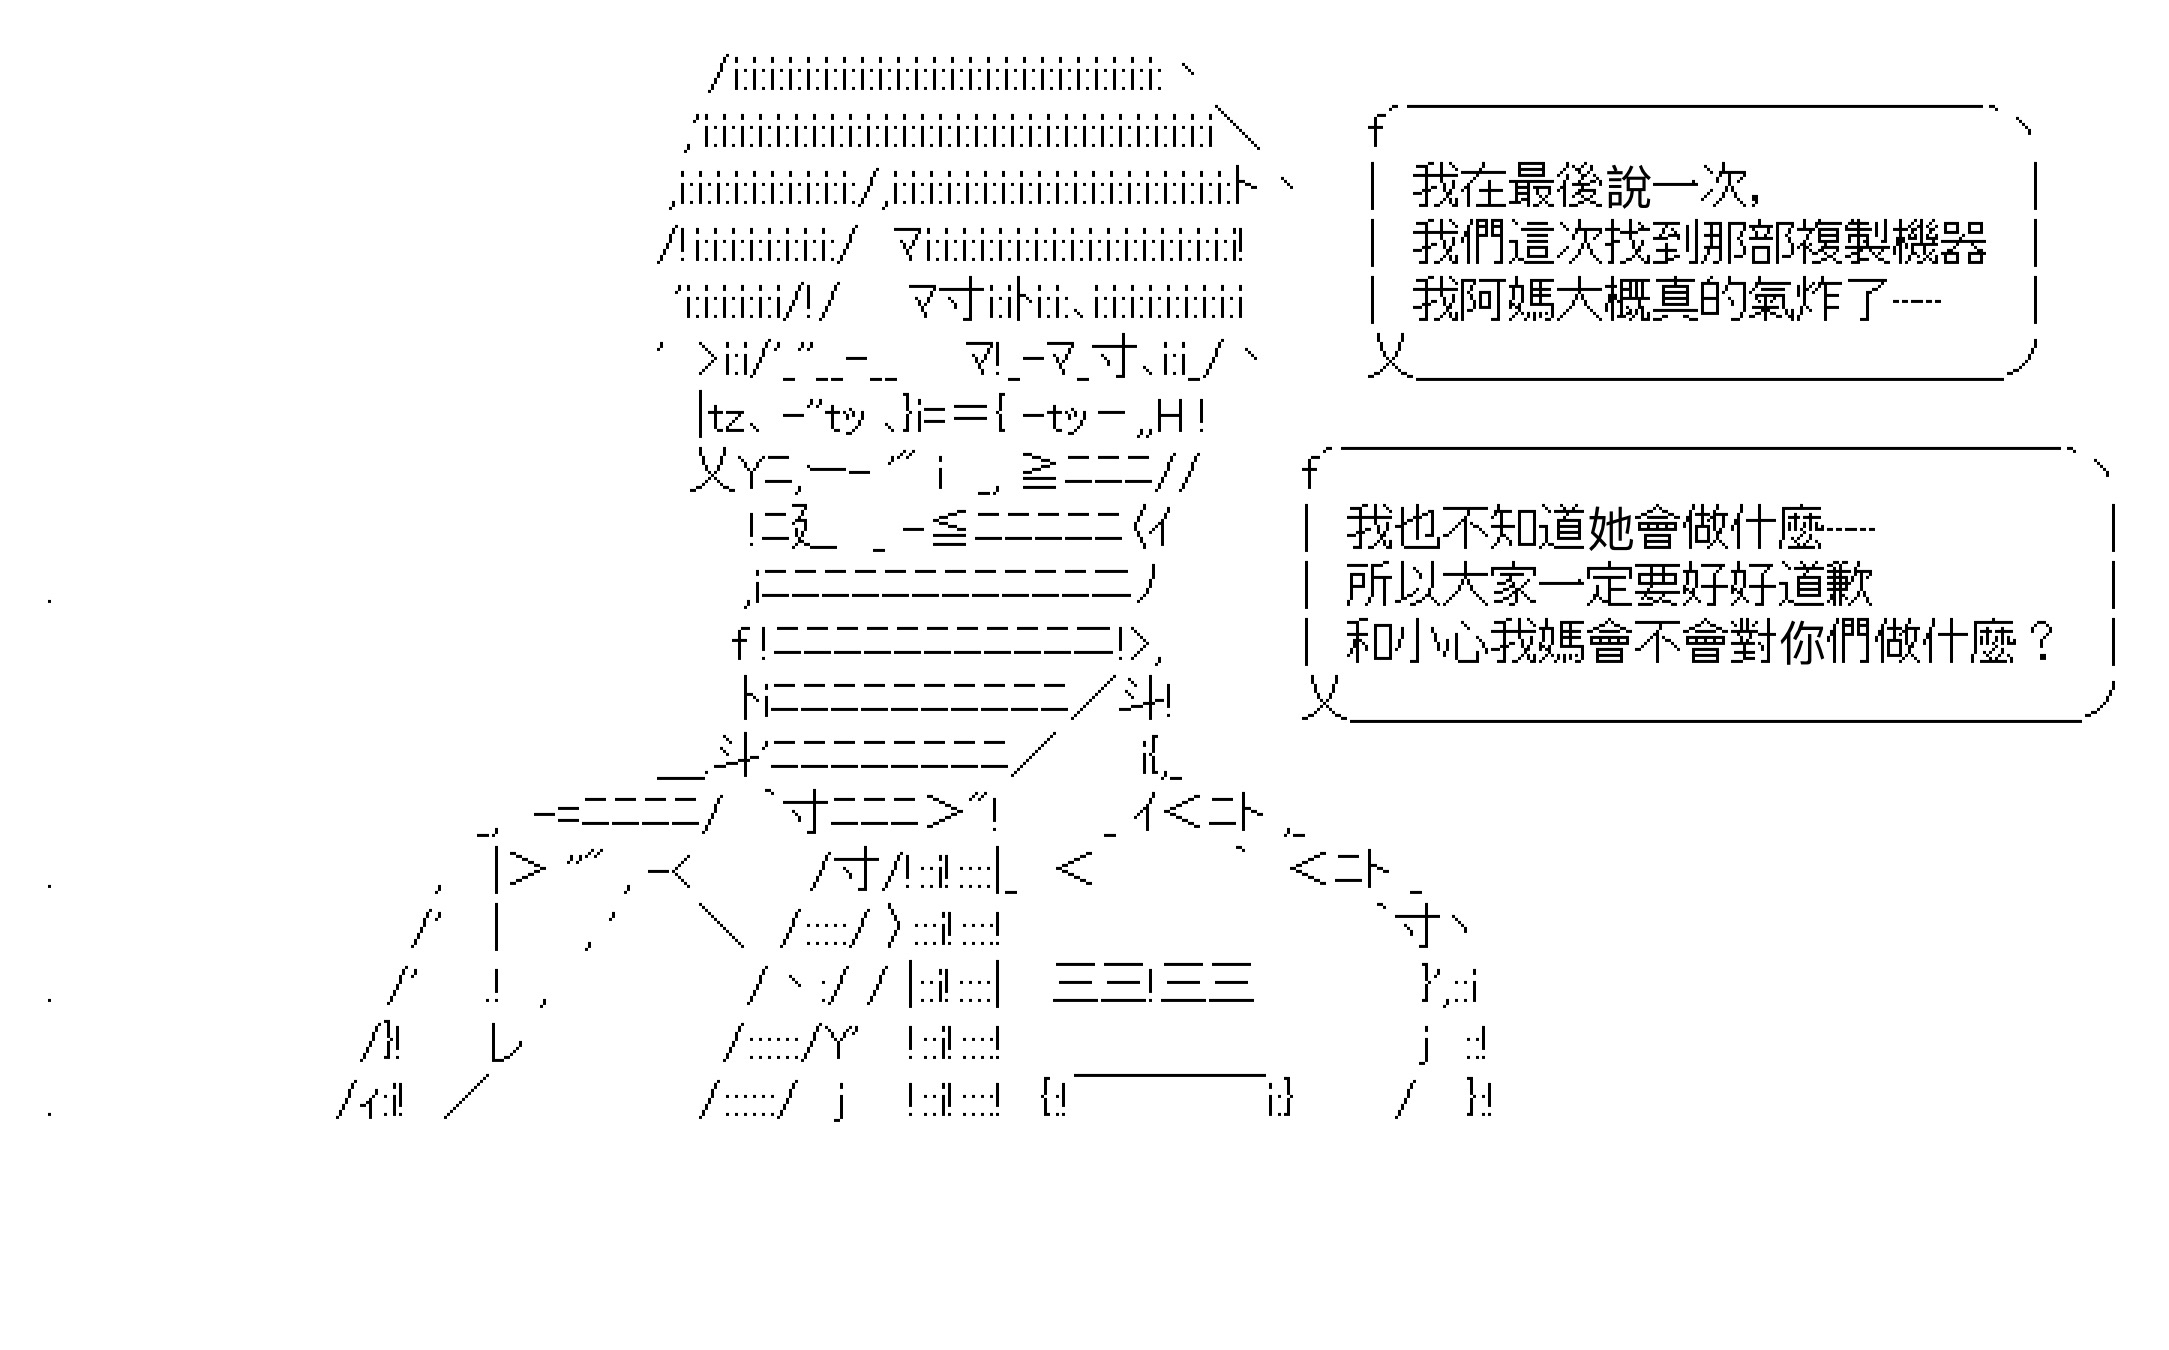 我在最後說一次，
我們這次找到那部複製機器
我阿媽大概真的氣炸了……
我也不知道她會做什麼……
所以大家一定要好好道歉
和小心我媽會不會對你們做什麼？